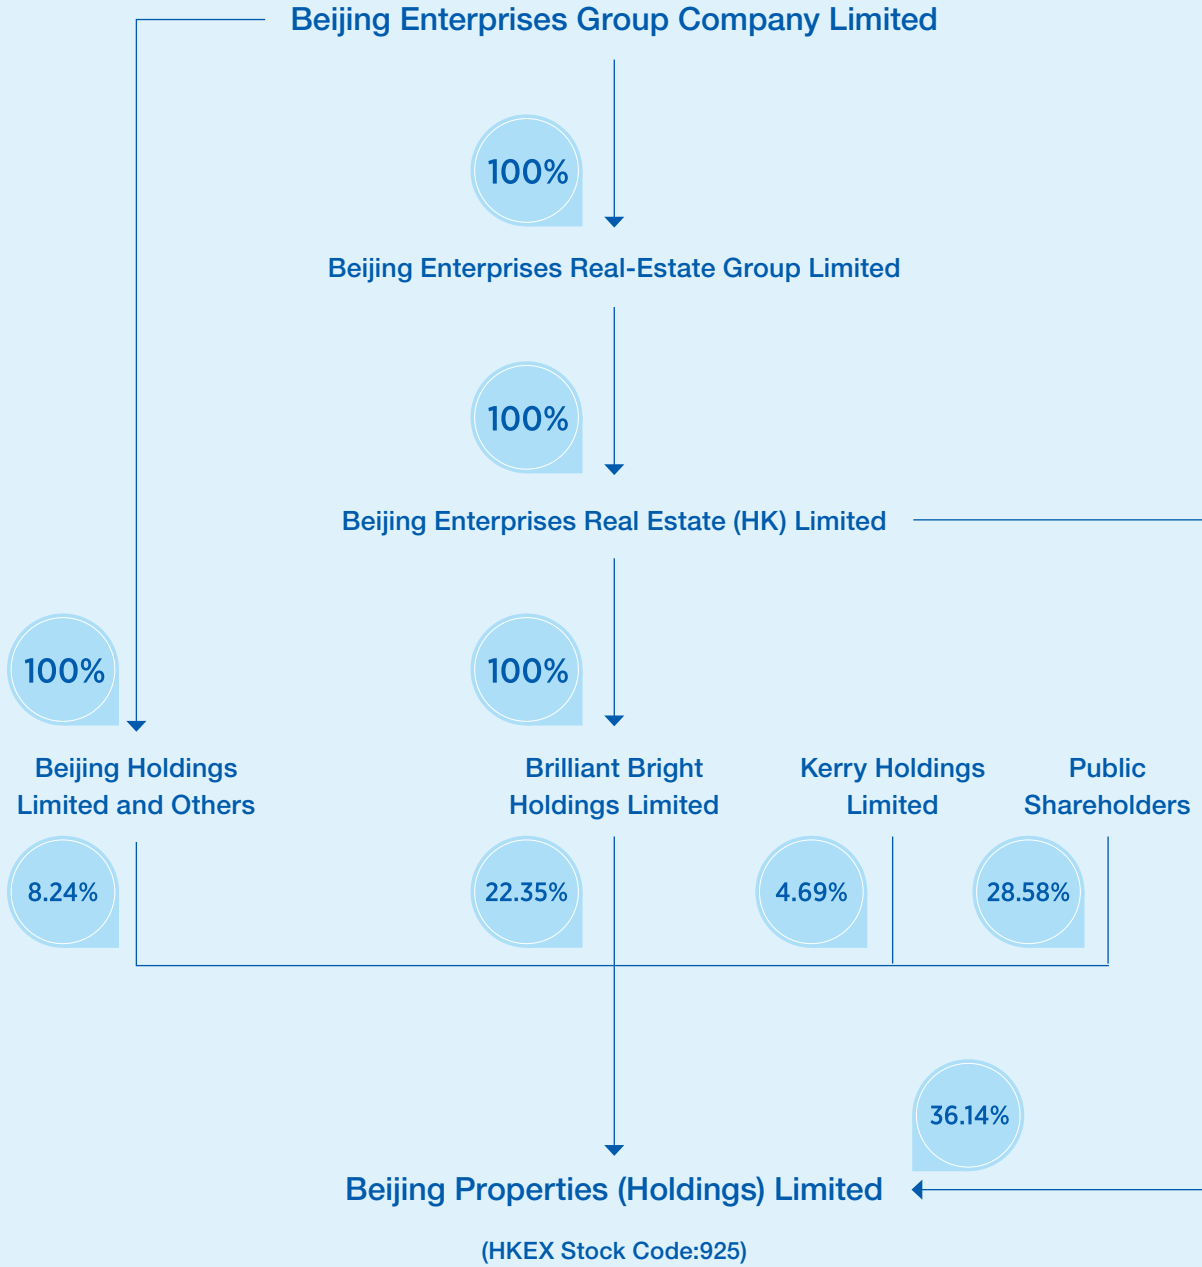 Beijing Enterprises Group Company Limited
100%
Beijing Enterprises Real-Estate Group Limited
100%
Beijing Enterprises Real Estate (HK) Limited
100%
100%
Beijing Holdings
Limited and Others
Brilliant Bright
Holdings Limited
Kerry Holdings
Limited
Public
Shareholders
8.24%
22.35%
4.69%
28.58%
36.14%
Beijing Properties (Holdings) Limited
(HKEX Stock Code:925)